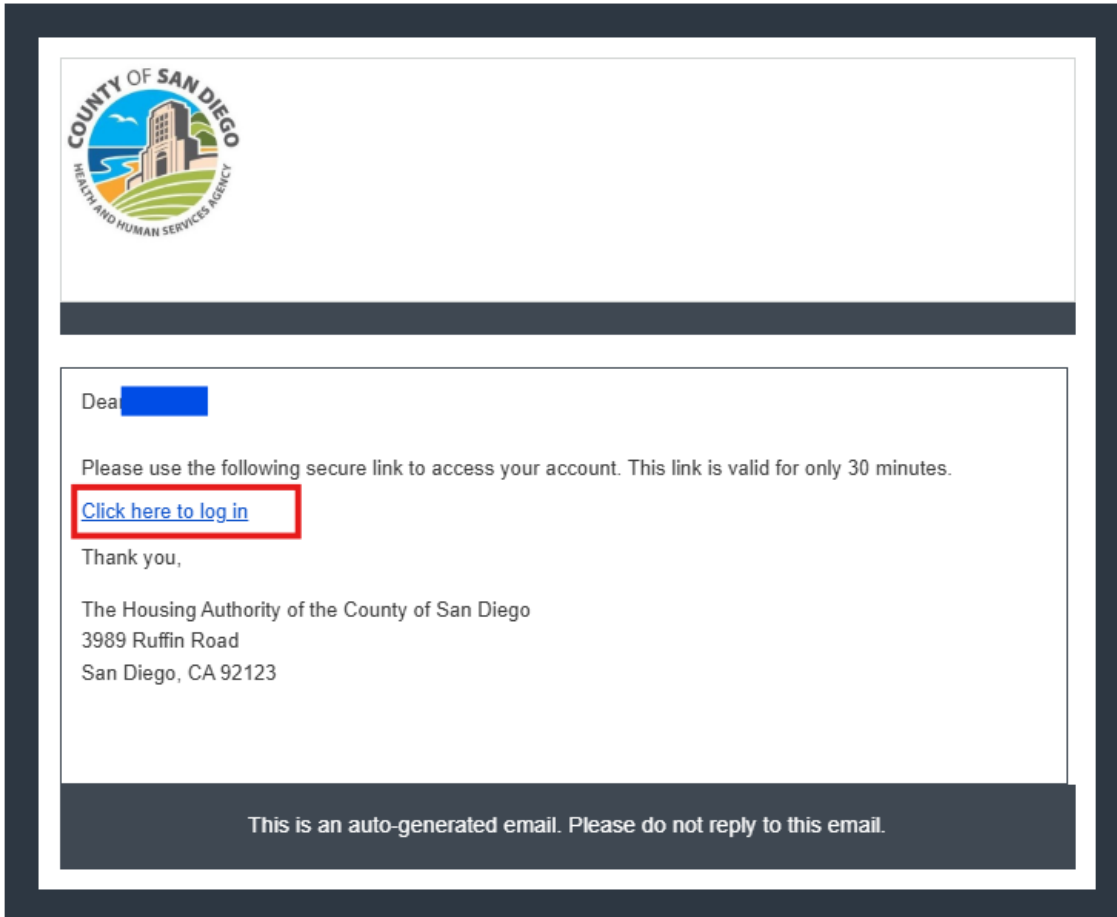 COUNTY OF SAN DIEGO
HEALTH AND HUMAN SERVICES AGENCY
Dear
Please use the following secure link to access your account. This link is valid for only 30 minutes.
Click here to log in
Thank you,
The Housing Authority of the County of San Diego
3989 Ruffin Road
San Diego, CA 92123
This is an auto-generated email. Please do not reply to this email.